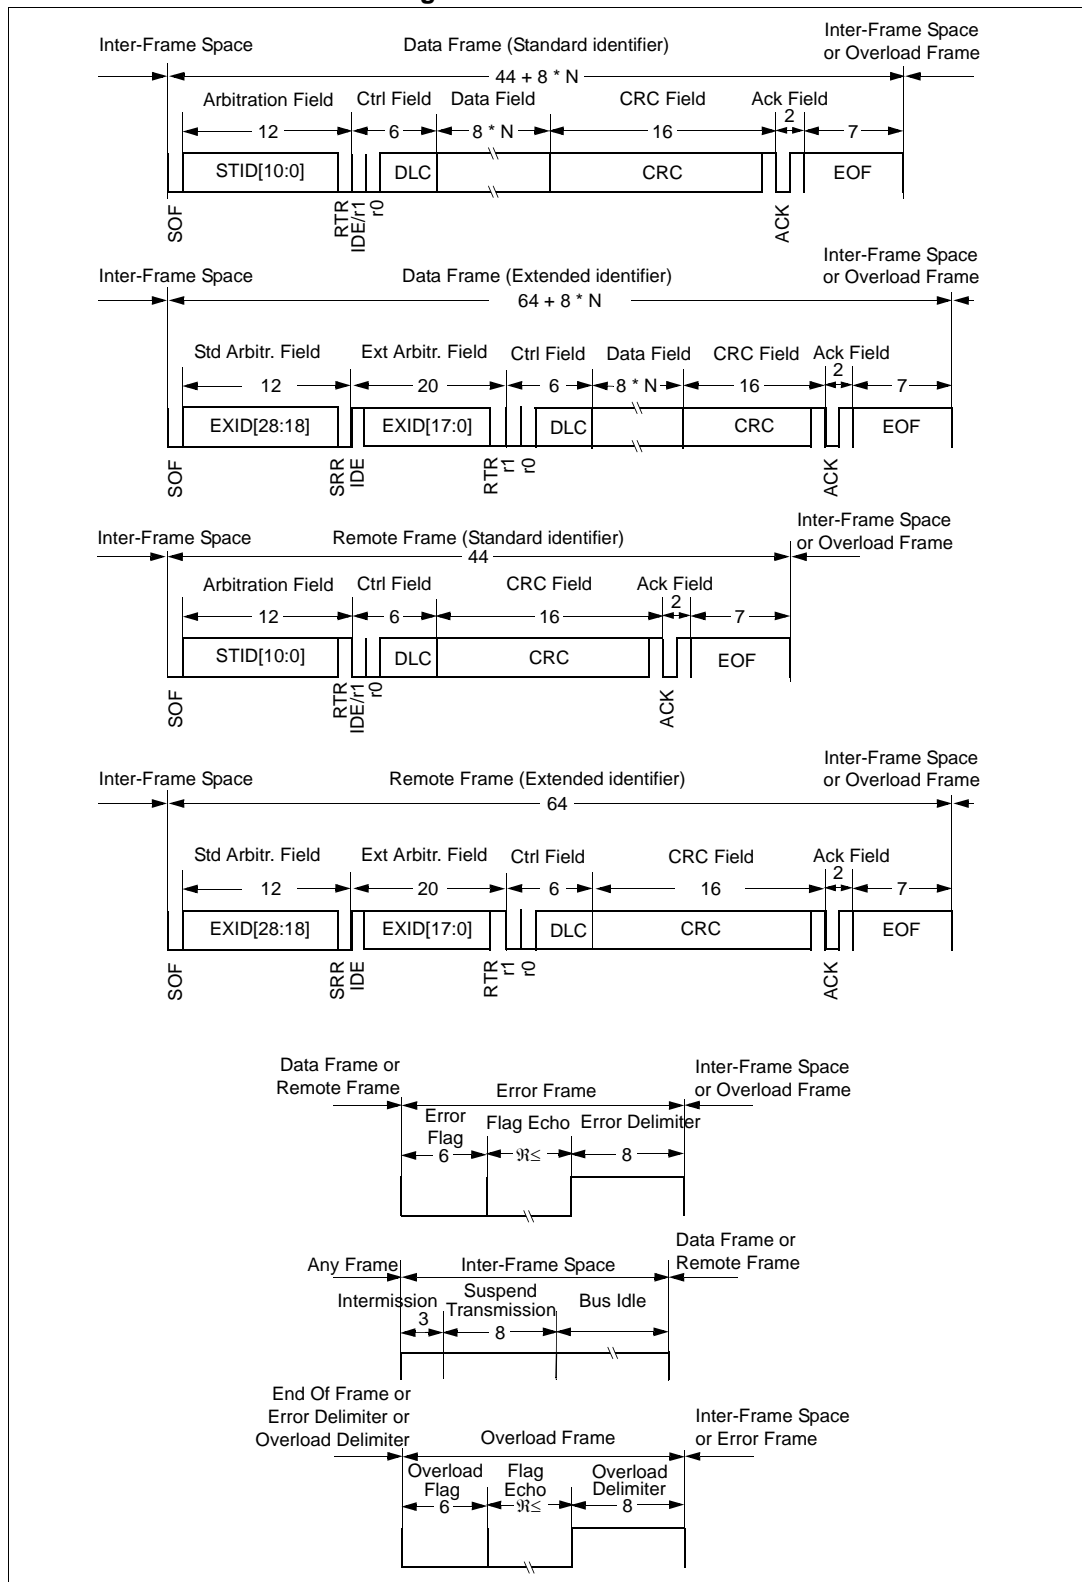 Inter-Frame Space
Data Frame (Standard identifier)
Inter-Frame Space
or Overload Frame
44 + 8 * N
Arbitration Field
Ctrl Field
Data Field
CRC Field
Ack Field
12
6
8 * N
16
2
7
STID[10:0]
DLC
CRC
EOF
SOF
RTR
IDE/r1
r0
ACK
Inter-Frame Space
Data Frame (Extended identifier)
Inter-Frame Space
or Overload Frame
64 + 8 * N
Std Arbitr. Field
Ext Arbitr. Field
Ctrl Field
Data Field
CRC Field
Ack Field
12
20
6
8 * N
16
2
7
EXID[28:18]
EXID[17:0]
DLC
CRC
EOF
SOF
SRR
IDE
RTR
r1
r0
ACK
Inter-Frame Space
Remote Frame (Standard identifier)
Inter-Frame Space
or Overload Frame
44
Arbitration Field
Ctrl Field
CRC Field
Ack Field
12
6
16
2
7
STID[10:0]
DLC
CRC
EOF
SOF
RTR
IDE/r1
r0
ACK
Inter-Frame Space
Remote Frame (Extended identifier)
Inter-Frame Space
or Overload Frame
64
Std Arbitr. Field
Ext Arbitr. Field
Ctrl Field
CRC Field
Ack Field
12
20
6
16
2
7
EXID[28:18]
EXID[17:0]
DLC
CRC
EOF
SOF
SRR
IDE
RTR
r1
r0
ACK
Data Frame or
Remote Frame
Error Frame
Inter-Frame Space
or Overload Frame
Error
Flag
Flag Echo
Error Delimiter
6
ℜ≤
8
Any Frame
Inter-Frame Space
Data Frame or
Remote Frame
Intermission
3
Suspend
Transmission
8
Bus Idle
End Of Frame or
Error Delimiter or
Overload Delimiter
Overload Frame
Inter-Frame Space
or Error Frame
Overload
Flag
Flag
Echo
Overload
Delimiter
6
ℜ≤
8